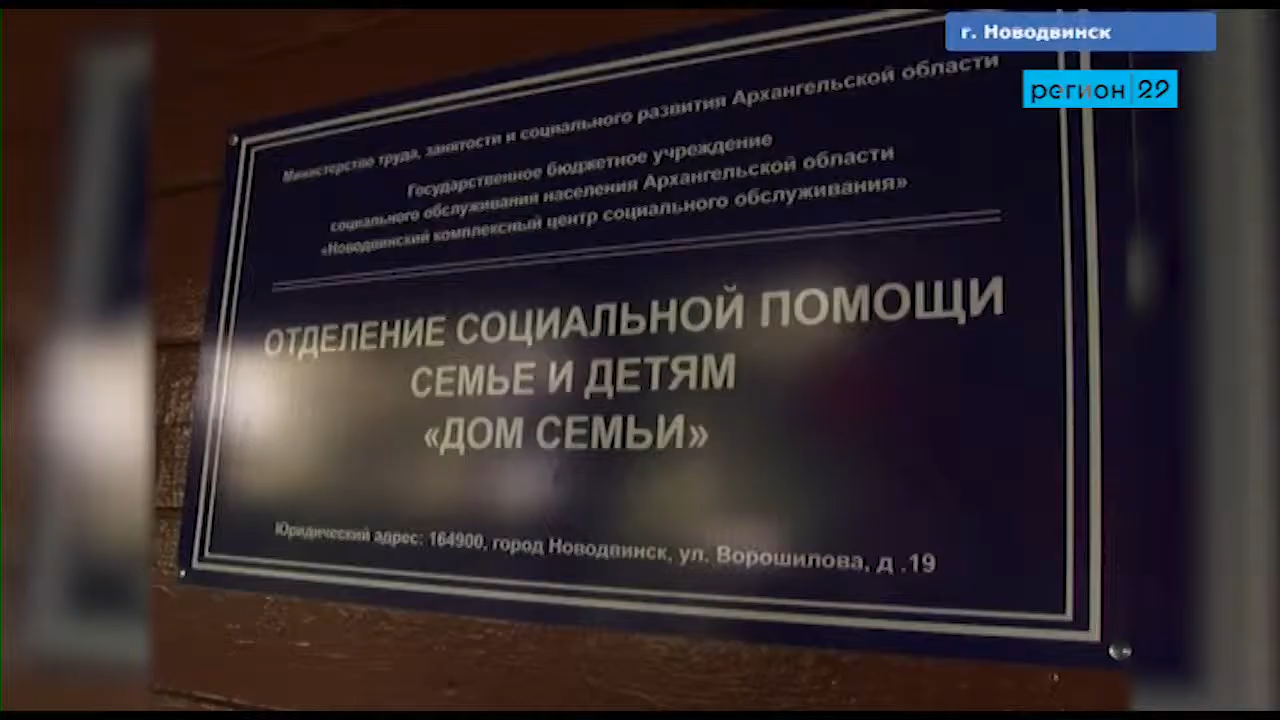 г. Новодвинск
регион 29
Министерство труда, занятости и социального развития Архангельской области
Государственное бюджетное учреждение
социального обслуживания населения Архангельской области
«Новодвинский комплексный центр социального обслуживания»
ОТДЕЛЕНИЕ СОЦИАЛЬНОЙ ПОМОЩИ
СЕМЬЕ И ДЕТЯМ
«ДОМ СЕМЬИ»
Юридический адрес: 164900, город Новодвинск, ул. Ворошилова, д .19